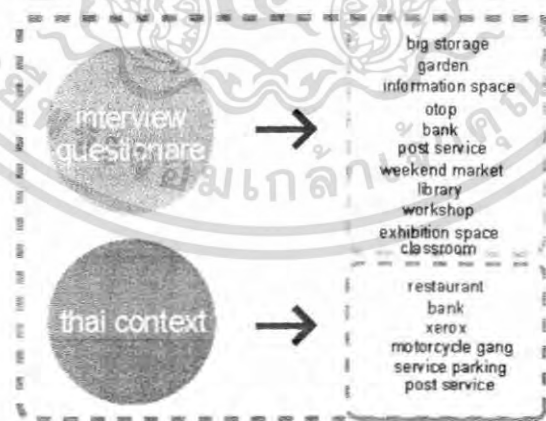 interview
questionare
big storage
garden
information space
otop
bank
post service
weekend market
library
workshop
exhibition space
classroom
thai context
restaurant
bank
xerox
motorcycle gang
service parking
post service